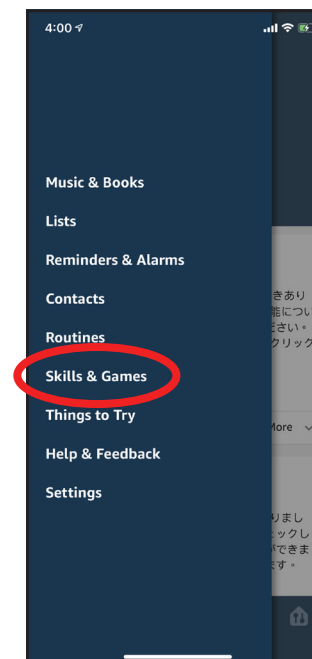 4:00
Music & Books
Lists
Reminders & Alarms
Contacts
Routines
Skills & Games
Things to Try
Help & Feedback
Settings
きあり
能につい
ださい。
クリック
More
りまし
ェックし
ができま
ます。